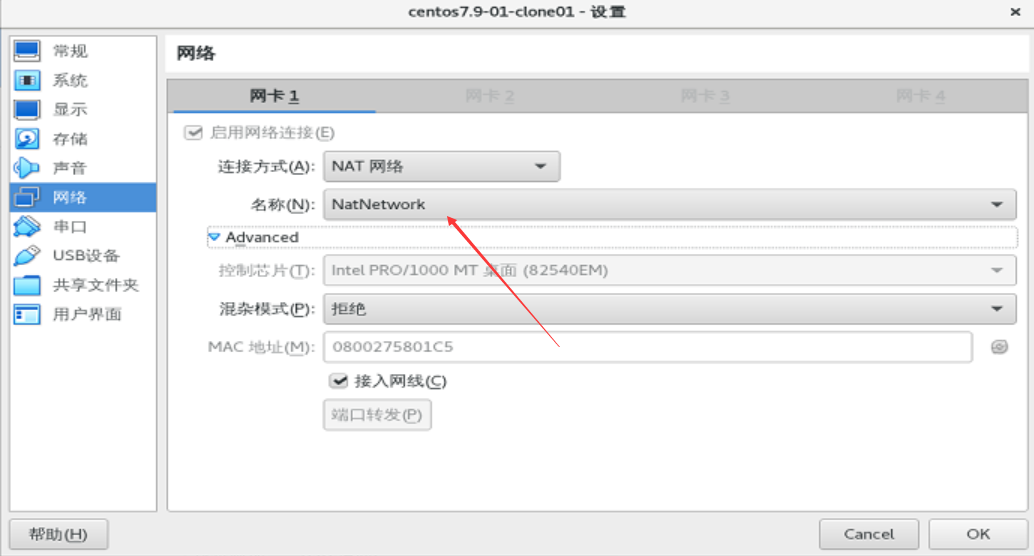 centos7.9-01-clone01 - 设置
常规
系统
显示
存储
声音
网络
串口
USB设备
共享文件夹
用户界面
网络
网卡 1
网卡 2
网卡 3
网卡 4
启用网络连接(E)
连接方式(A): NAT 网络
名称(N): NatNetwork
Advanced
控制芯片(T): Intel PRO/1000 MT 桌面 (82540EM)
混杂模式(P): 拒绝
MAC 地址(M): 0800275801C5
接入网线(C)
端口转发(P)
帮助(H)
Cancel
OK